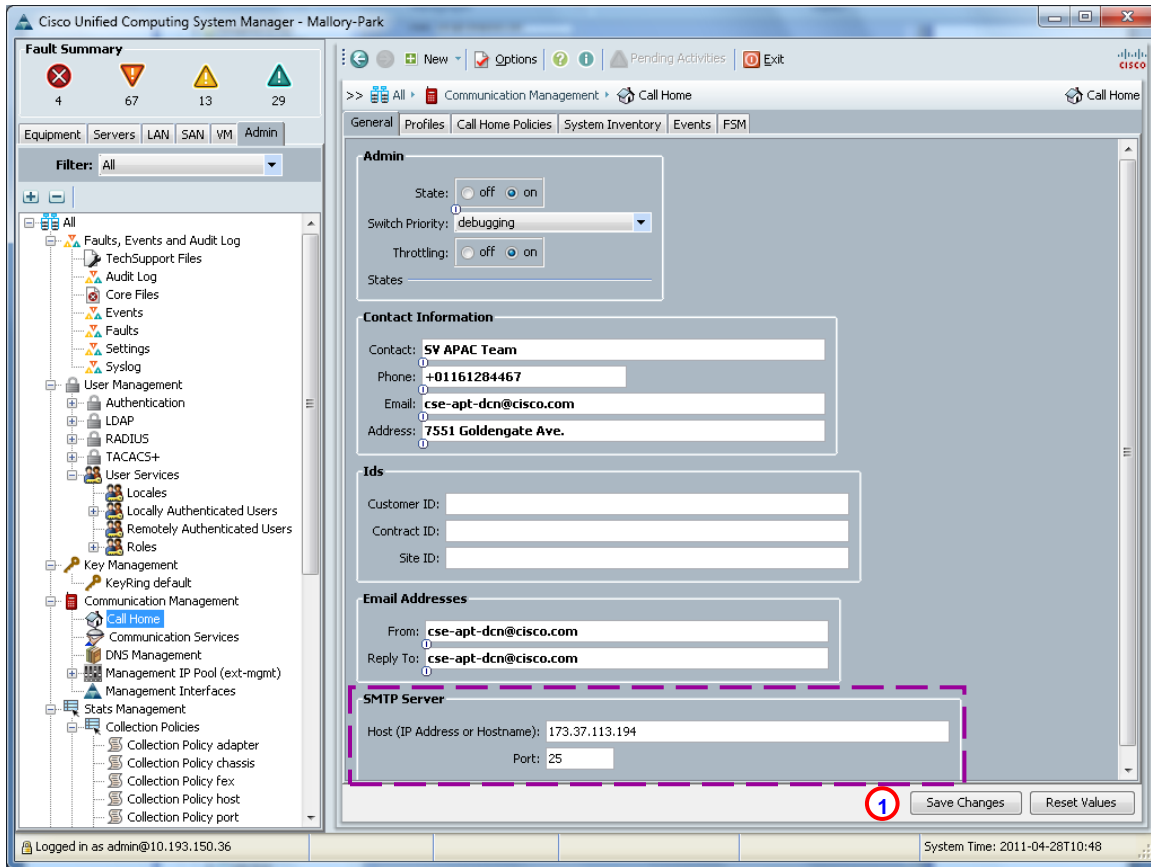 Cisco Unified Computing System Manager - Mallory-Park
Fault Summary
4 67 13 29
Equipment Servers LAN SAN VM Admin
Filter: All
All
Faults, Events and Audit Log
TechSupport Files
Audit Log
Core Files
Events
Faults
Settings
Syslog
User Management
Authentication
LDAP
RADIUS
TACACS+
User Services
Locales
Locally Authenticated Users
Remotely Authenticated Users
Roles
Key Management
KeyRing default
Communication Management
Call Home
Communication Services
DNS Management
Management IP Pool (ext-mgmt)
Management Interfaces
Stats Management
Collection Policies
Collection Policy adapter
Collection Policy chassis
Collection Policy fex
Collection Policy host
Collection Policy port
New Options Pending Activities Exit
CISCO
>> All Communication Management Call Home Call Home
General Profiles Call Home Policies System Inventory Events FSM
Admin
State: off on
Switch Priority: debugging
Throttling: off on
States
Contact Information
Contact: SV APAC Team
Phone: +01161284467
Email: cse-apt-dcn@cisco.com
Address: 7551 Goldengate Ave.
Ids
Customer ID:
Contract ID:
Site ID:
Email Addresses
From: cse-apt-dcn@cisco.com
Reply To: cse-apt-dcn@cisco.com
SMTP Server
Host (IP Address or Hostname): 173.37.113.194
Port: 25
1 Save Changes Reset Values
Logged in as admin@10.193.150.36 System Time: 2011-04-28T10:48